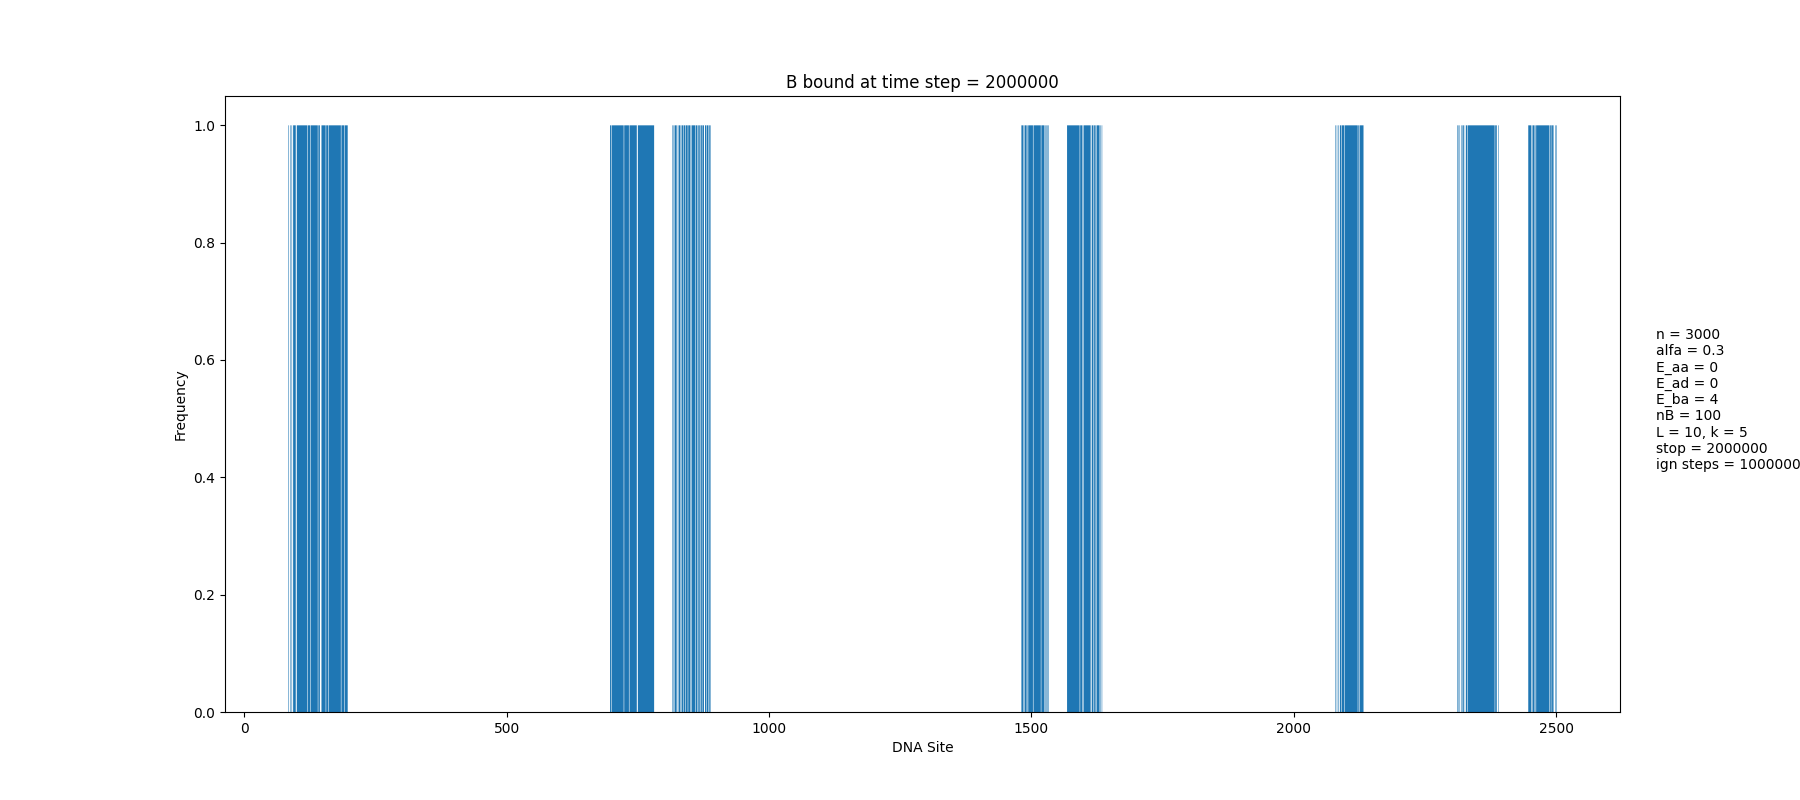 B bound at time step = 2000000
1.0
0.8
0.6
0.4
0.2
0.0
Frequency
0 500 1000 1500 2000 2500
DNA Site
n = 3000
alfa = 0.3
E_aa = 0
E_ad = 0
E_ba = 4
nB = 100
L = 10, k = 5
stop = 2000000
ign steps = 1000000